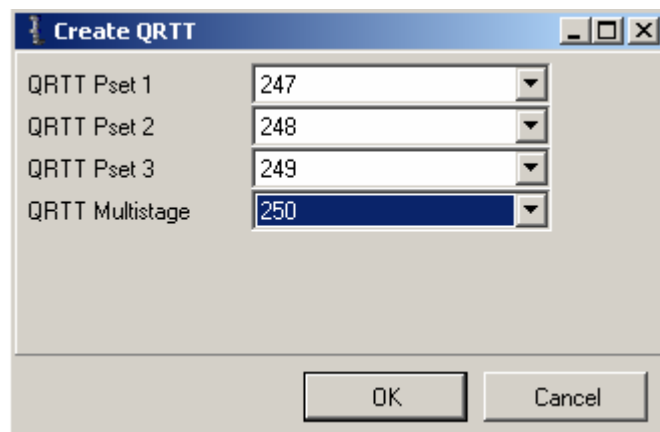 Create QRTT
QRTT Pset 1 247
QRTT Pset 2 248
QRTT Pset 3 249
QRTT Multistage 250
OK Cancel